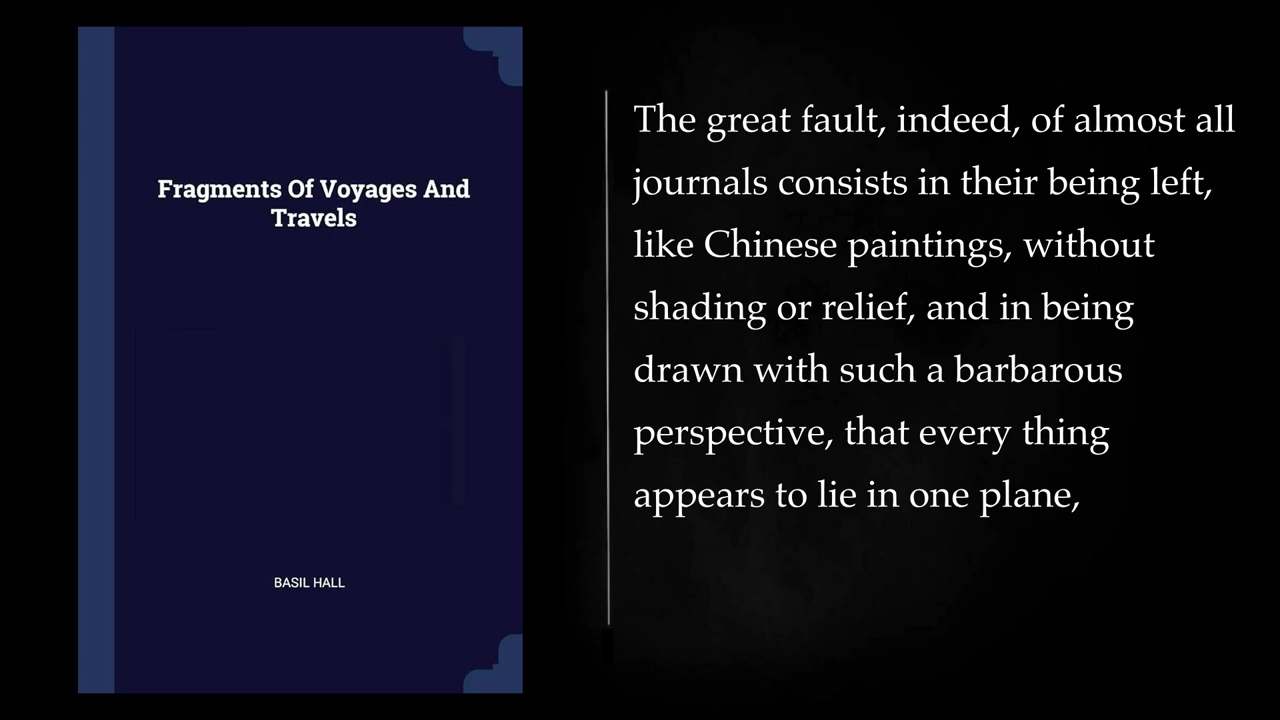 Fragments Of Voyages And
Travels
BASIL HALL
The great fault, indeed, of almost all
journals consists in their being left,
like Chinese paintings, without
shading or relief, and in being
drawn with such a barbarous
perspective, that every thing
appears to lie in one plane,